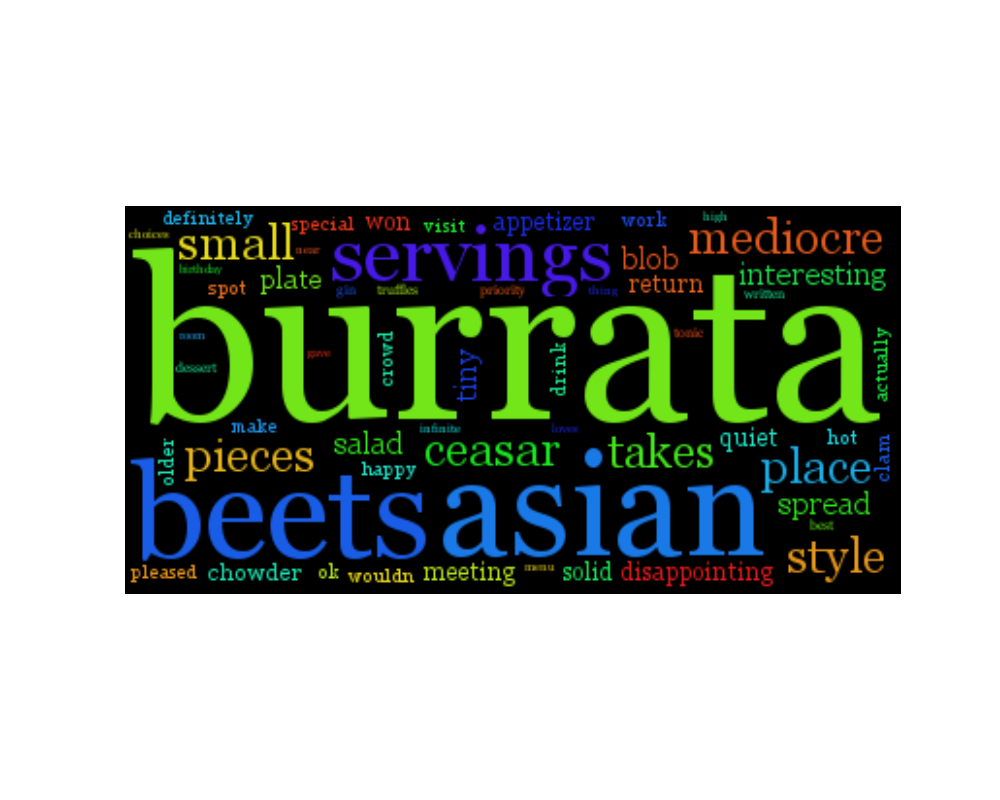 definitely
special
won
visit
appetizer
work
high
choices
small
near
servings
blob
mediocre
birthday
plate
return
interesting
spot
gin
truffles
priority
thing
written
burrata
room
dessert
gave
crowd
tiny
drink
tonic
actually
make
infinite
loves
older
pieces
salad
ceasar
takes
quiet
hot
clam
happy
place
beets
asian
spread
best
style
pleased
chowder
ok
wouldn
meeting
menu
solid
disappointing